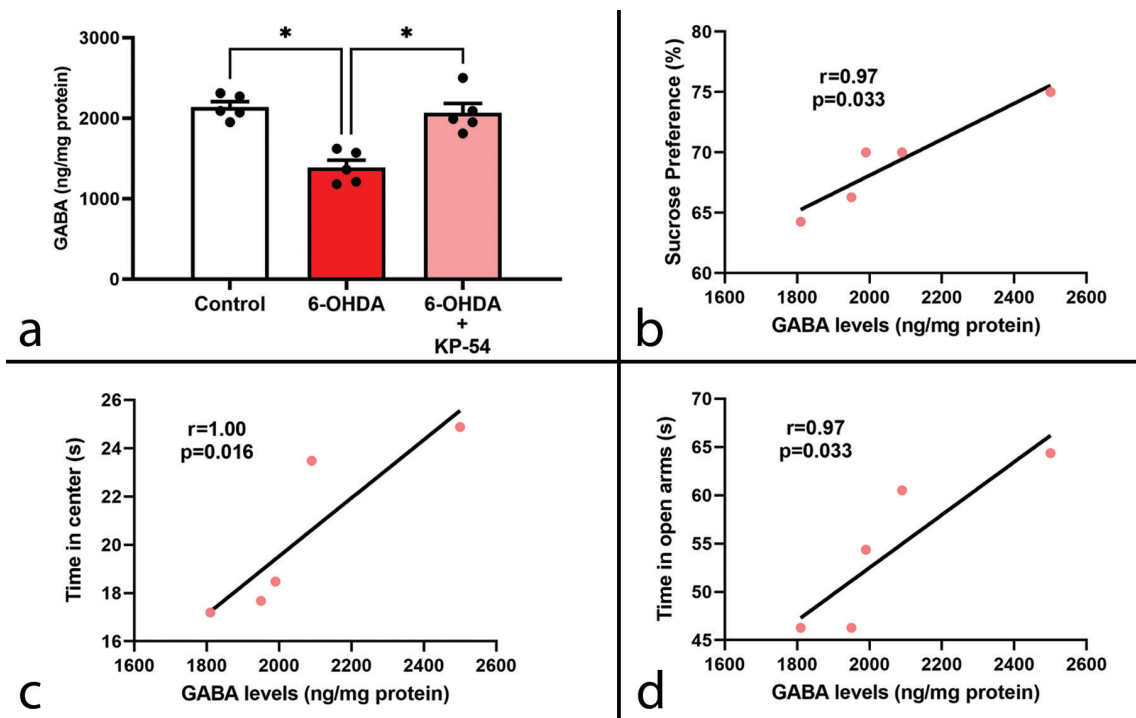 3000
2000
1000
0
GABA (ng/mg protein)
*
*
Control
6-OHDA
6-OHDA
+
KP-54
a
80
75
70
65
60
Sucrose Preference (%)
r=0.97
p=0.033
1600 1800 2000 2200 2400 2600
GABA levels (ng/mg protein)
b
26
24
22
20
18
16
Time in center (s)
r=1.00
p=0.016
1600 1800 2000 2200 2400 2600
GABA levels (ng/mg protein)
c
70
65
60
55
50
45
Time in open arms (s)
r=0.97
p=0.033
1600 1800 2000 2200 2400 2600
GABA levels (ng/mg protein)
d